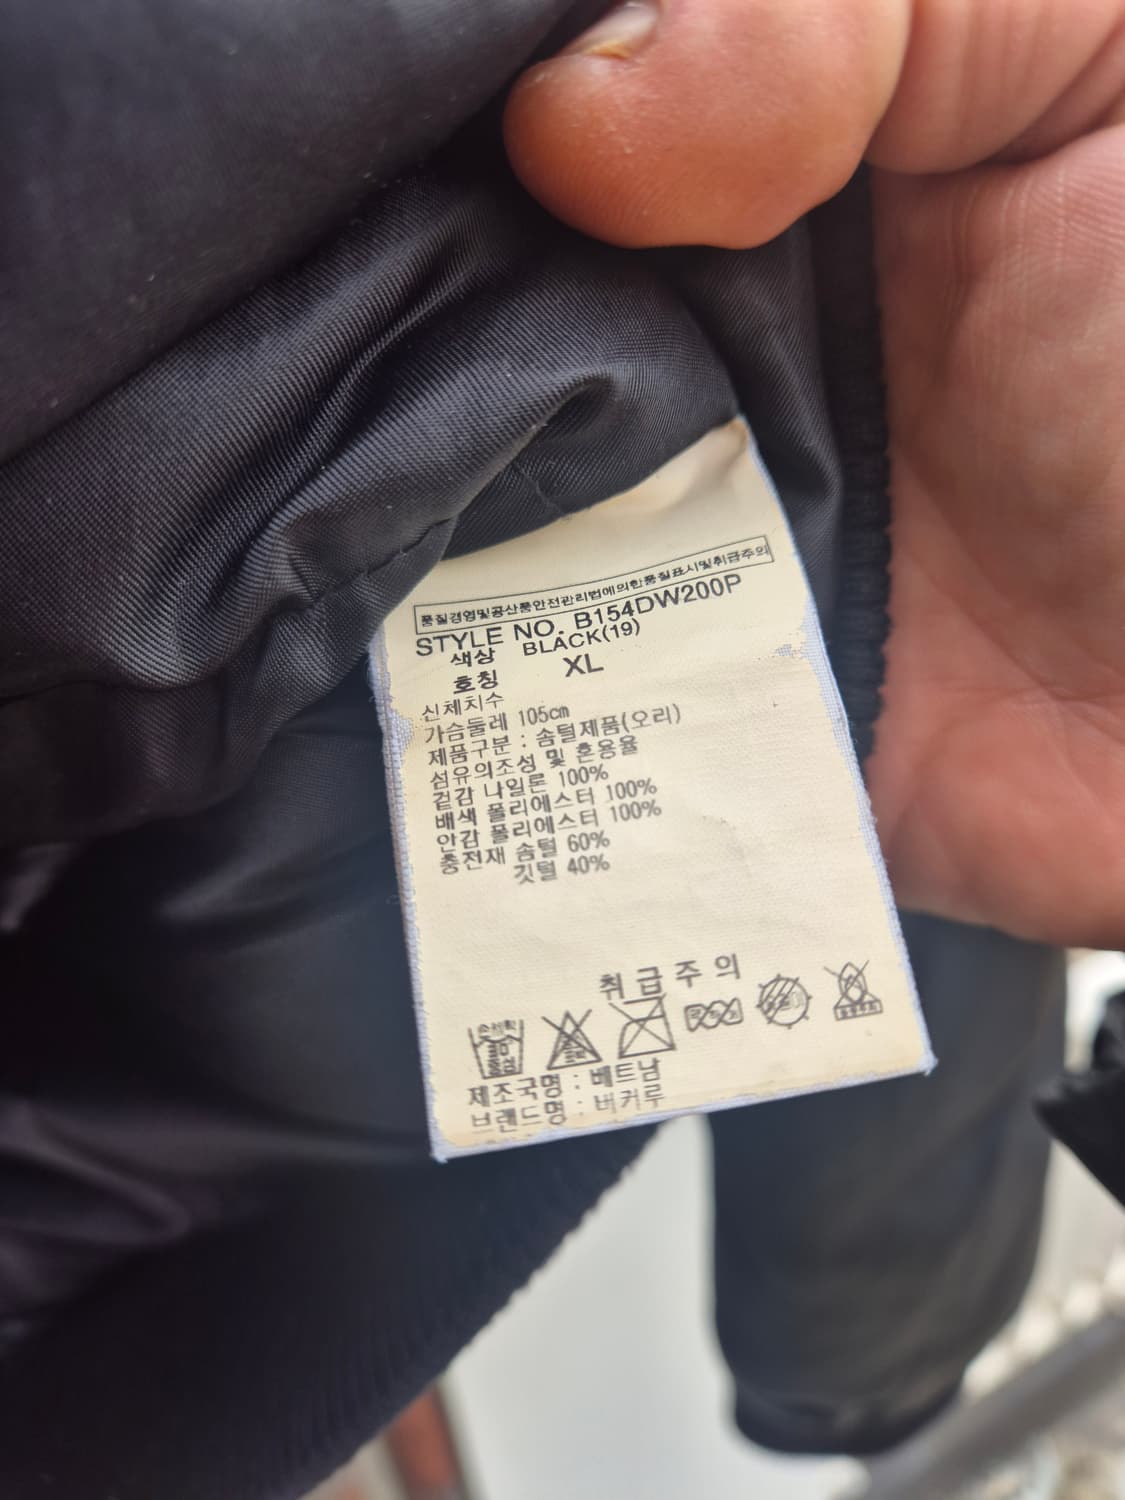 품질경영및공산품안전관리법에의한품질표시및취급주의
STYLE NO. B154DW200P
색상 BLACK(19)
호칭 XL
신체치수
가슴둘레 105cm
제품구분 : 솜털제품(오리)
섬유의조성 및 혼용율
겉감 나일론 100%
배색 폴리에스터 100%
안감 폴리에스터 100%
충전재 솜털 60%
깃털 40%
취급주의
손세탁
중성
제조국명 : 베트남
브랜드명 : 버커루